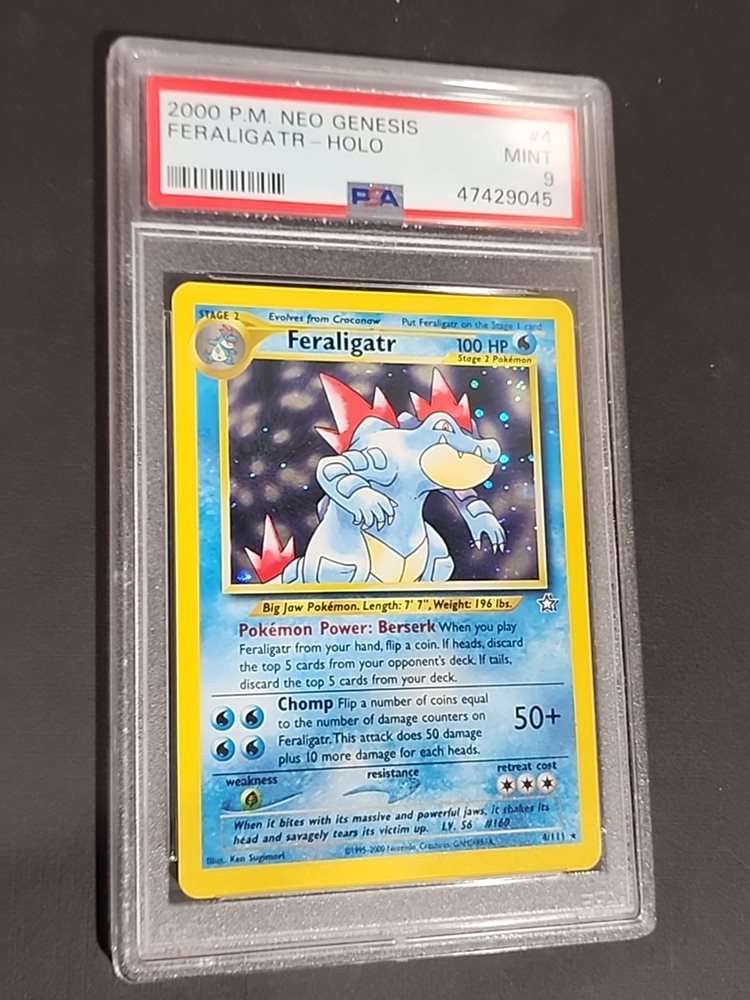 2000 P.M. NEO GENESIS #4
FERALIGATR - HOLO MINT
9
PSA 47429045
STAGE 2 Evolves from Croconaw Put Feraligatr on the Stage 1 card
Feraligatr 100 HP
Stage 2 Pokémon
Big Jaw Pokémon. Length: 7' 7", Weight: 196 lbs.
Pokémon Power: Berserk When you play
Feraligatr from your hand, flip a coin. If heads, discard
the top 5 cards from your opponent's deck. If tails,
discard the top 5 cards from your deck.
Chomp Flip a number of coins equal
to the number of damage counters on
Feraligatr. This attack does 50 damage
plus 10 more damage for each heads.
50+
weakness resistance retreat cost
When it bites with its massive and powerful jaws, it shakes its
head and savagely tears its victim up. LV. 56 #160
Illus. Ken Sugimori ©1995-2000 Nintendo, Creatures, GAMEFREAK 4/111 ★